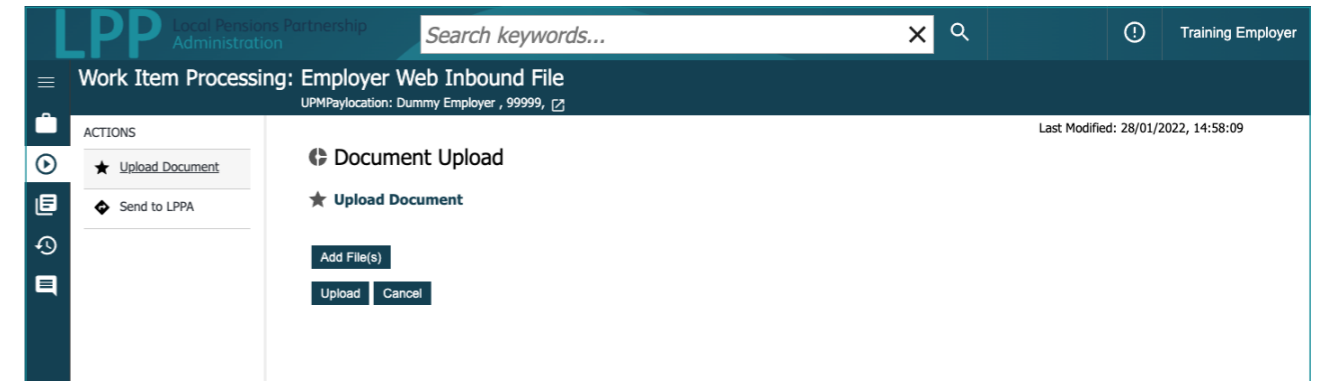 LPP Local Pensions Partnership
Administration
Search keywords...
Training Employer
Work Item Processing: Employer Web Inbound File
UPMPaylocation: Dummy Employer , 99999,
Last Modified: 28/01/2022, 14:58:09
ACTIONS
Upload Document
Send to LPPA
Document Upload
Upload Document
Add File(s)
Upload Cancel